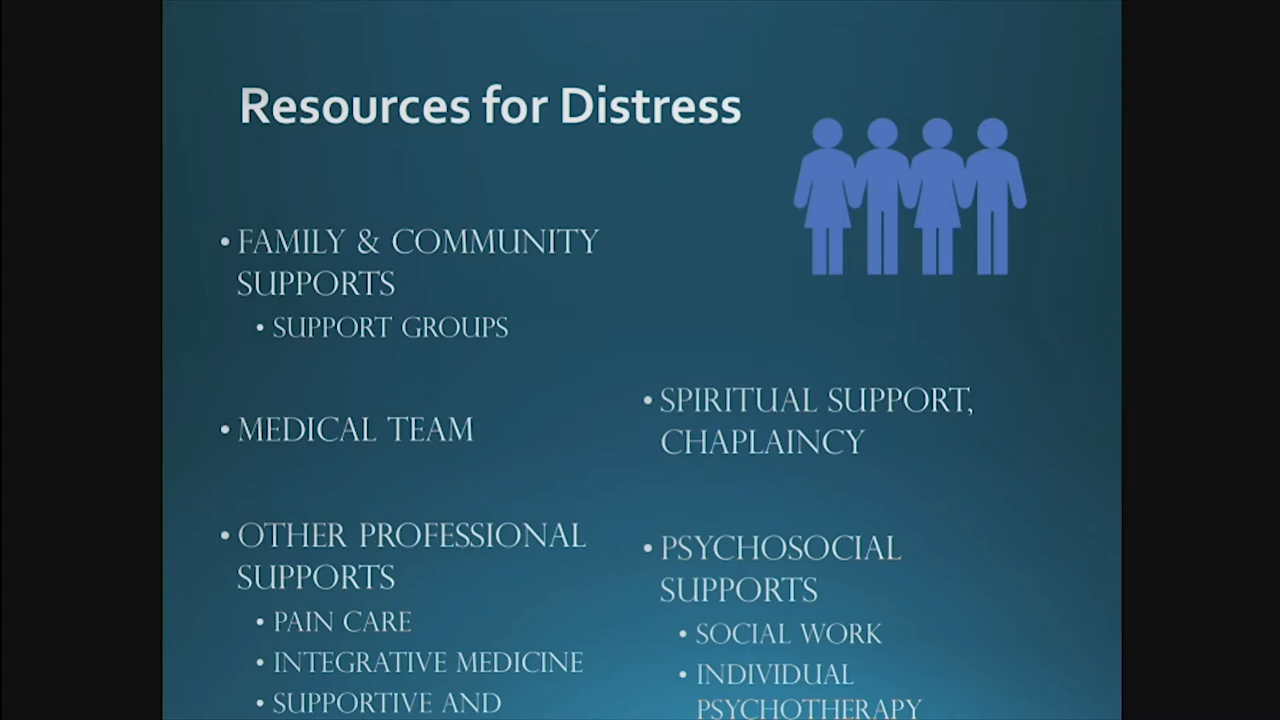 Resources for Distress
• FAMILY & COMMUNITY
SUPPORTS
• SUPPORT GROUPS
• MEDICAL TEAM
• OTHER PROFESSIONAL
SUPPORTS
• PAIN CARE
• INTEGRATIVE MEDICINE
• SUPPORTIVE AND
• SPIRITUAL SUPPORT,
CHAPLAINCY
• PSYCHOSOCIAL
SUPPORTS
• SOCIAL WORK
• INDIVIDUAL
PSYCHOTHERAPY